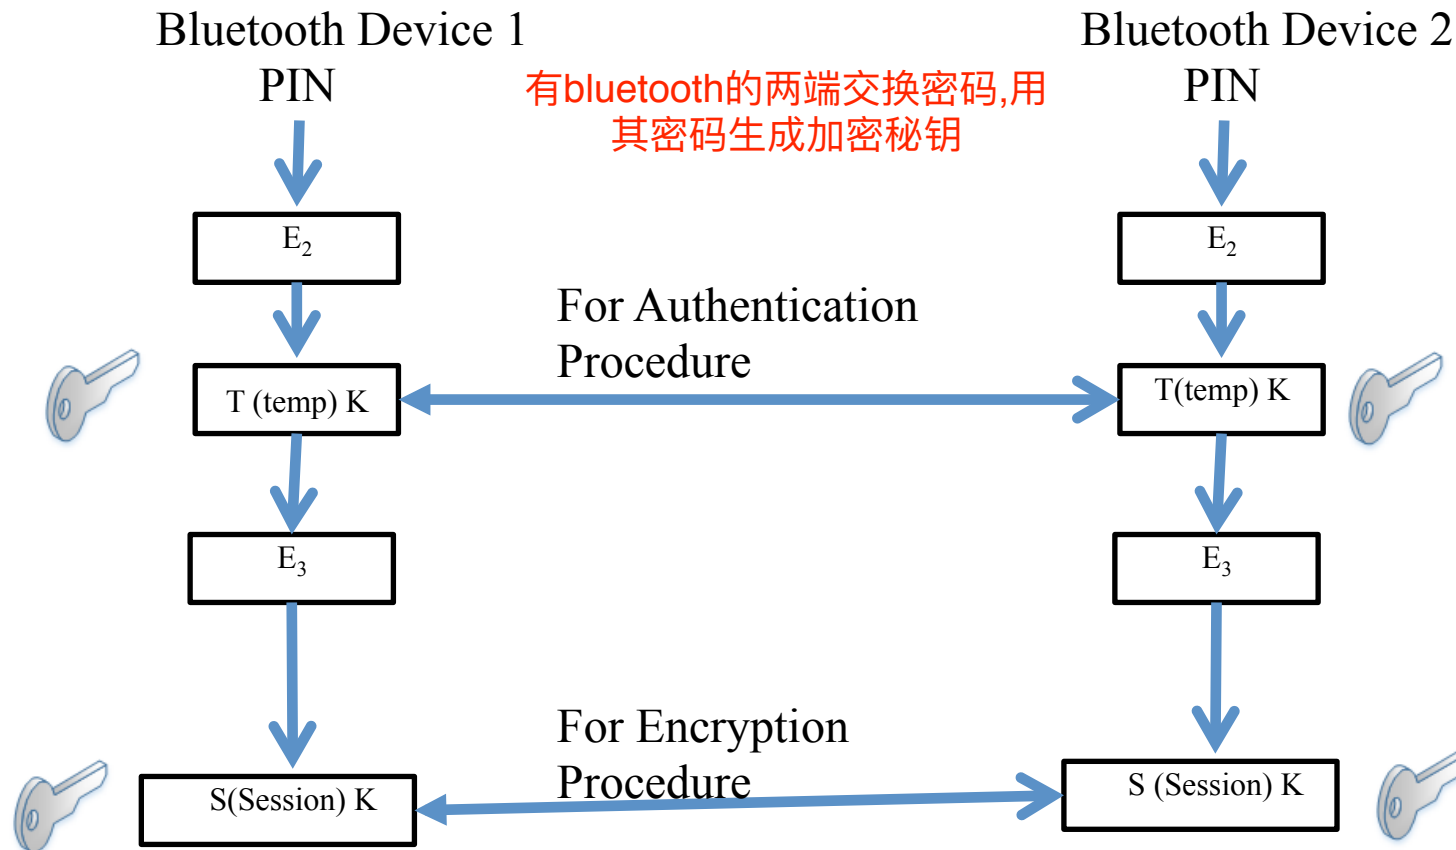 Bluetooth Device 1
PIN
Bluetooth Device 2
PIN
有bluetooth的两端交换密码,用
其密码生成加密秘钥
E₂
E₂
For Authentication
Procedure
T (temp) K
T(temp) K
E₃
E₃
For Encryption
Procedure
S(Session) K
S (Session) K